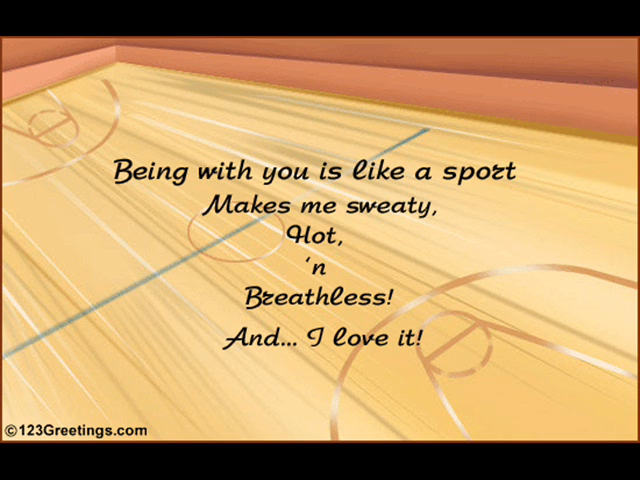 Being with you is like a sport
Makes me sweaty,
Hot,
'n
Breathless!
And... I love it!
©123Greetings.com